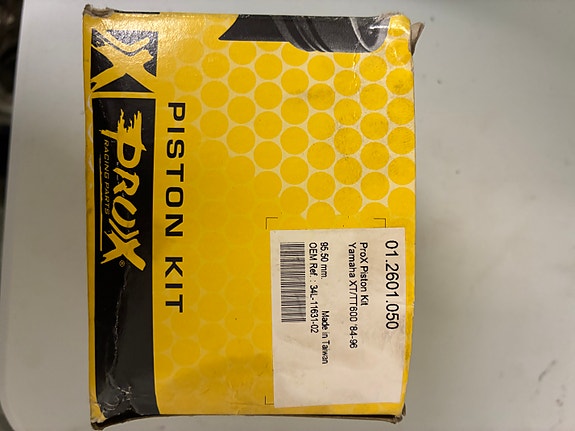 PROX®
RACING PARTS
PISTON KIT
01.2601.050
ProX Piston Kit
Yamaha XT/TT600 '84-96
95.50 mm. Made in Taiwan
OEM Ref. : 34L-11631-02